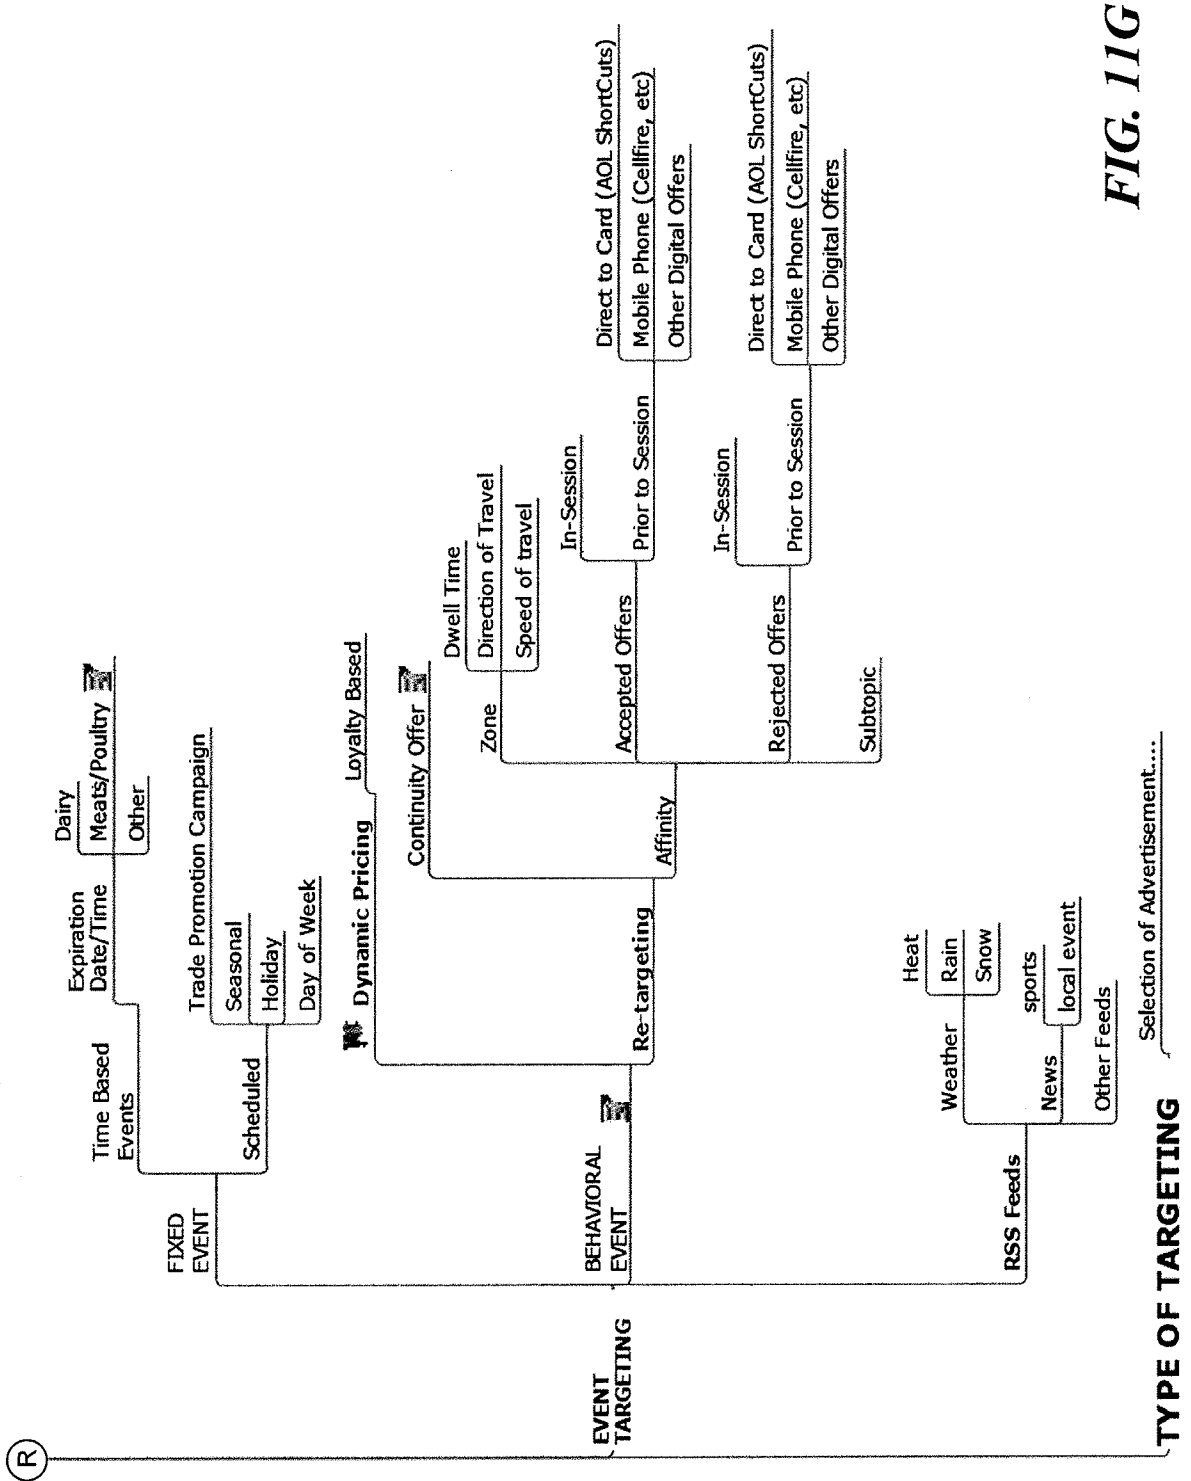 R
EVENT
TARGETING
FIXED
EVENT
Time Based
Events
Expiration
Date/Time
Dairy
Meats/Poultry
Other
Scheduled
Trade Promotion Campaign
Seasonal
Holiday
Day of Week
BEHAVIORAL
EVENT
Dynamic Pricing
Loyalty Based
Re-targeting
Continuity Offer
Affinity
Zone
Dwell Time
Direction of Travel
Speed of travel
Accepted Offers
In-Session
Prior to Session
Direct to Card (AOL ShortCuts)
Mobile Phone (Cellfire, etc)
Other Digital Offers
Rejected Offers
In-Session
Prior to Session
Direct to Card (AOL ShortCuts)
Mobile Phone (Cellfire, etc)
Other Digital Offers
Subtopic
RSS Feeds
Weather
Heat
Rain
Snow
News
sports
local event
Other Feeds
TYPE OF TARGETING
Selection of Advertisement....
FIG. 11G